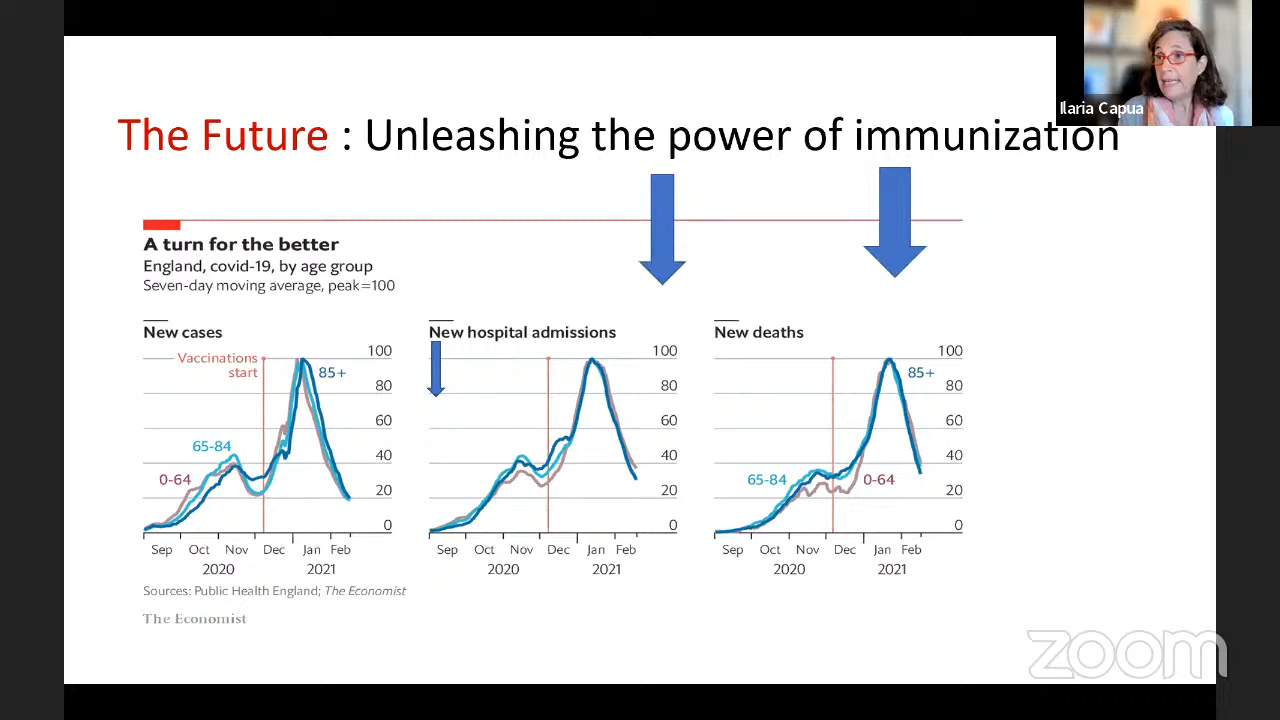 Ilaria Capua
The Future : Unleashing the power of immunization
A turn for the better
England, covid-19, by age group
Seven-day moving average, peak=100
New cases
Vaccinations
start
100
85+
80
60
65-84
40
0-64
20
0
Sep Oct Nov Dec Jan Feb
2020 2021
New hospital admissions
100
80
60
40
20
0
Sep Oct Nov Dec Jan Feb
2020 2021
New deaths
100
85+
80
60
40
65-84 0-64
20
0
Sep Oct Nov Dec Jan Feb
2020 2021
Sources: Public Health England; The Economist
The Economist
zoom